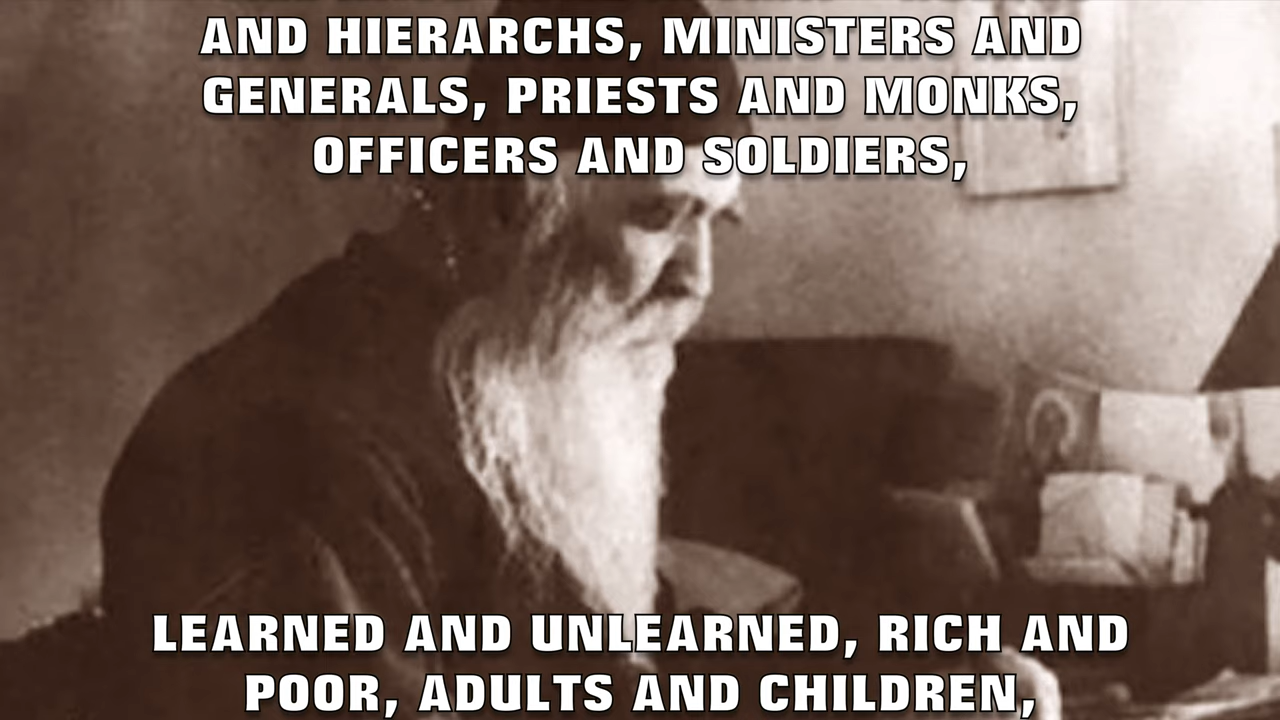 AND HIERARCHS, MINISTERS AND
GENERALS, PRIESTS AND MONKS,
OFFICERS AND SOLDIERS,
LEARNED AND UNLEARNED, RICH AND
POOR, ADULTS AND CHILDREN,